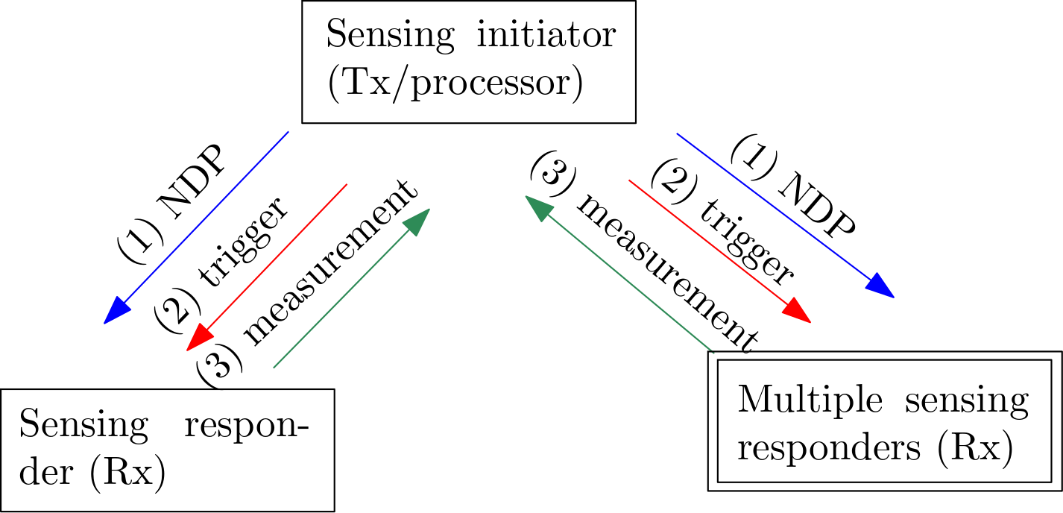 Sensing initiator
(Tx/processor)
(1) NDP
(2) trigger
(3) measurement
(3) measurement
(2) trigger
(1) NDP
Sensing respon-
der (Rx)
Multiple sensing
responders (Rx)